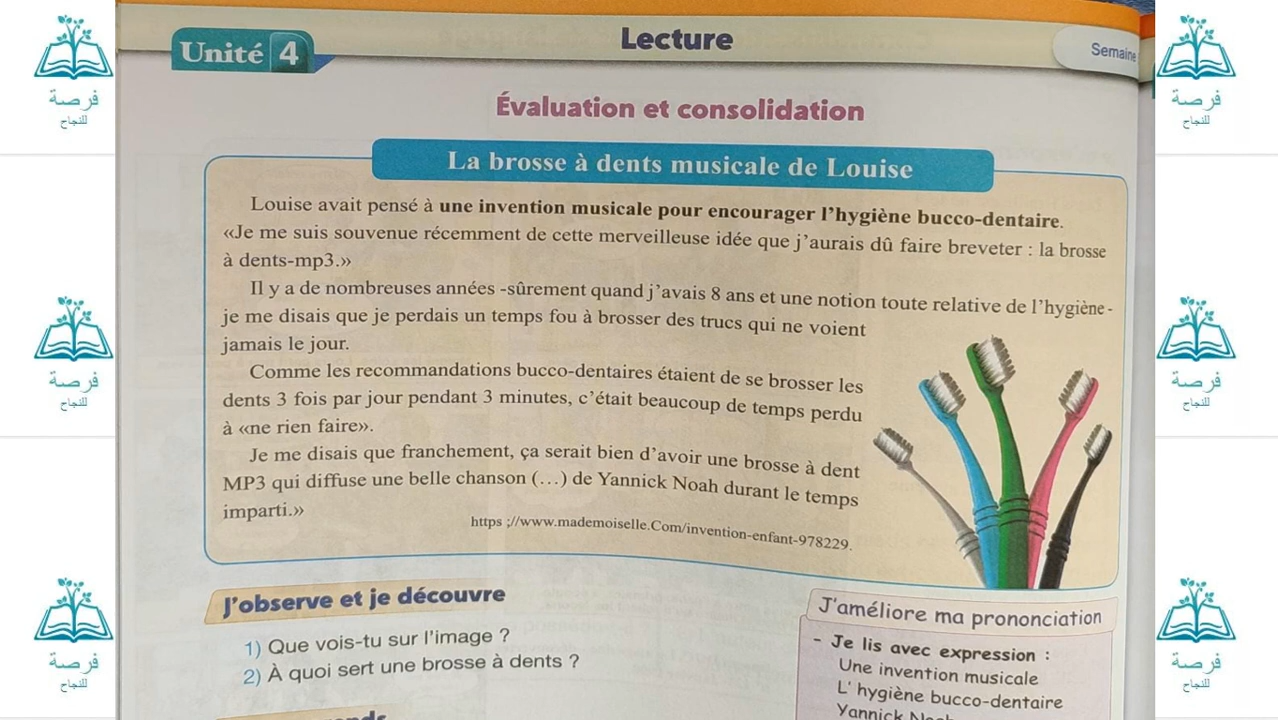 Unité 4
Lecture
Semaine
Évaluation et consolidation
La brosse à dents musicale de Louise
Louise avait pensé à une invention musicale pour encourager l'hygiène bucco-dentaire.
«Je me suis souvenue récemment de cette merveilleuse idée que j'aurais dû faire breveter : la brosse
à dents-mp3.»
Il y a de nombreuses années -sûrement quand j'avais 8 ans et une notion toute relative de l'hygiène-
je me disais que je perdais un temps fou à brosser des trucs qui ne voient
jamais le jour.
Comme les recommandations bucco-dentaires étaient de se brosser les
dents 3 fois par jour pendant 3 minutes, c'était beaucoup de temps perdu
à «ne rien faire».
Je me disais que franchement, ça serait bien d'avoir une brosse à dent
MP3 qui diffuse une belle chanson (...) de Yannick Noah durant le temps
imparti.»
https ;//www.mademoiselle.Com/invention-enfant-978229.
J'observe et je découvre
1) Que vois-tu sur l'image ?
2) À quoi sert une brosse à dents ?
J'améliore ma prononciation
- Je lis avec expression :
Une invention musicale
L' hygiène bucco-dentaire
Yannick
فرصة
للنجاح
فرصة
للنجاح
فرصة
للنجاح
فرصة
للنجاح
فرصة
للنجاح
فرصة
للنجاح